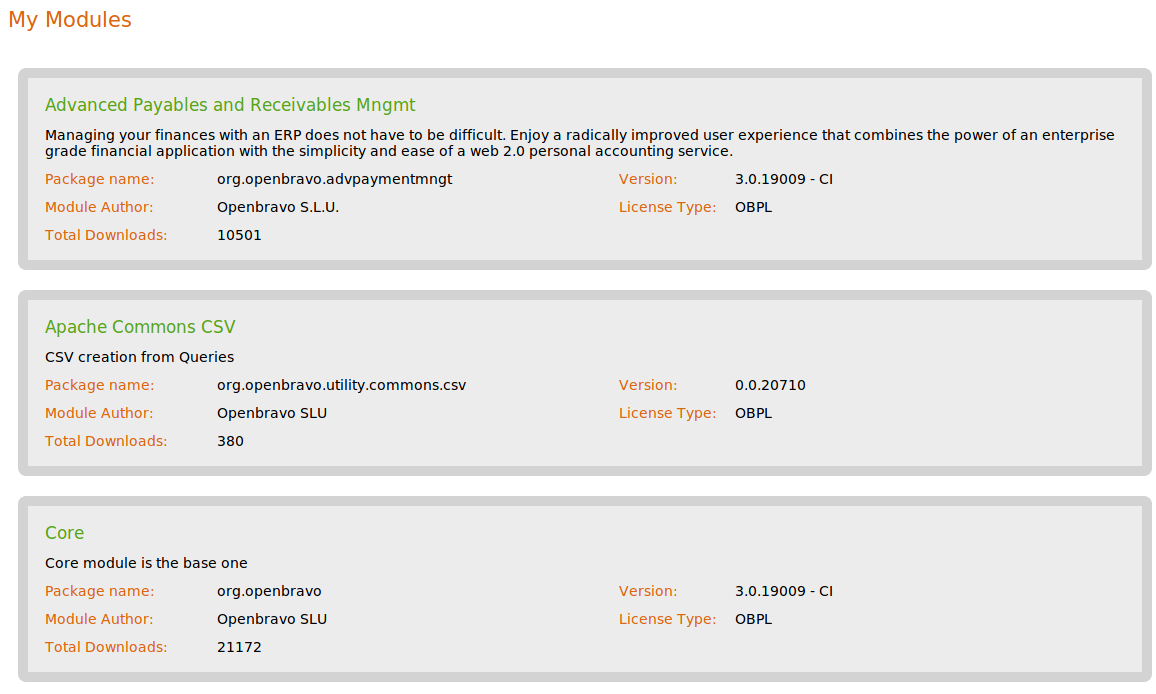 My Modules
Advanced Payables and Receivables Mngmt
Managing your finances with an ERP does not have to be difficult. Enjoy a radically improved user experience that combines the power of an enterprise
grade financial application with the simplicity and ease of a web 2.0 personal accounting service.
Package name: org.openbravo.advpaymentmngt Version: 3.0.19009 - CI
Module Author: Openbravo S.L.U. License Type: OBPL
Total Downloads: 10501
Apache Commons CSV
CSV creation from Queries
Package name: org.openbravo.utility.commons.csv Version: 0.0.20710
Module Author: Openbravo SLU License Type: OBPL
Total Downloads: 380
Core
Core module is the base one
Package name: org.openbravo Version: 3.0.19009 - CI
Module Author: Openbravo SLU License Type: OBPL
Total Downloads: 21172